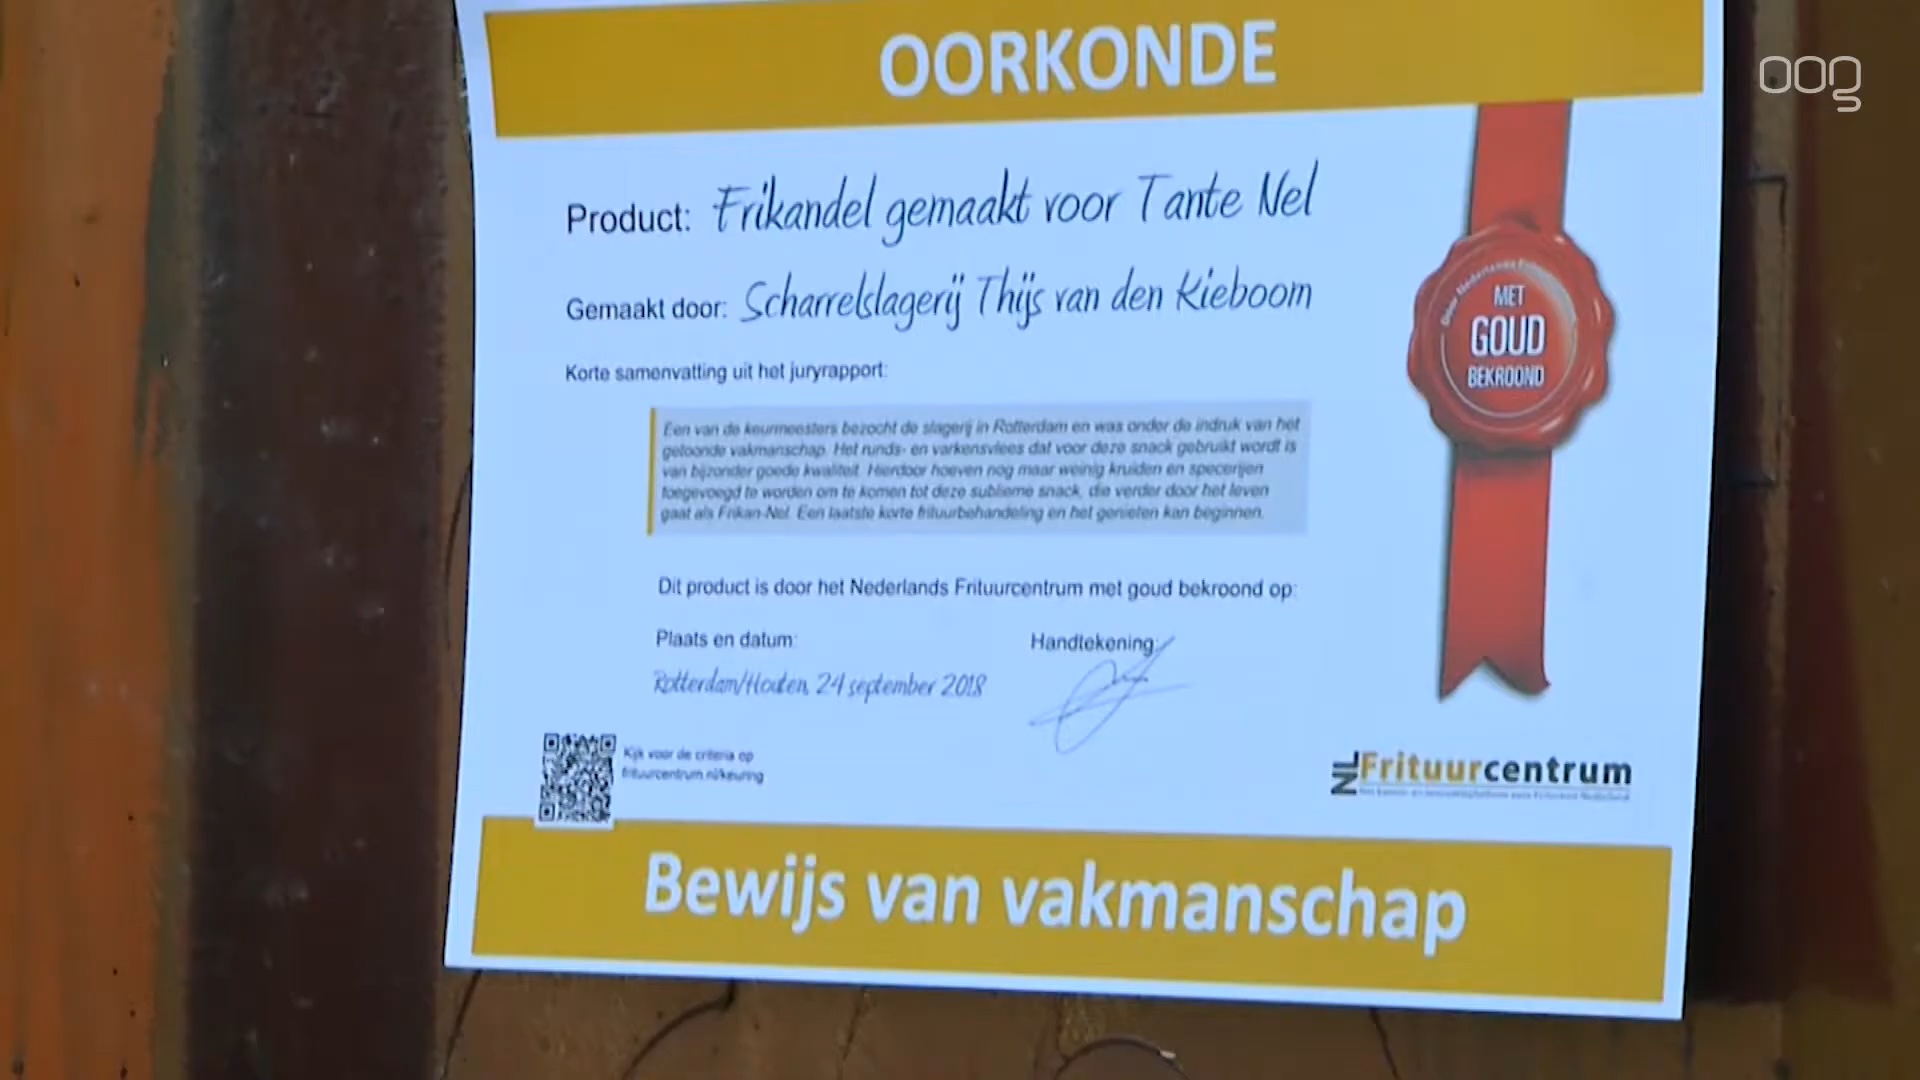 OORKONDE
oog
Product: Frikandel gemaakt voor Tante Nel
Gemaakt door: Scharrelslagerij Thijs van den Kieboom
Korte samenvatting uit het juryrapport:
Een van de keurmeesters bezocht de slagerij in Rotterdam en was onder de indruk van het
getoonde vakmanschap. Het runds- en varkensvlees dat voor deze snack gebruikt wordt is
van bijzonder goede kwaliteit. Hierdoor hoeven nog maar weinig kruiden en specerijen
toegevoegd te worden om te komen tot deze sublieme snack, die verder door het leven
gaat als Frikan-Nel. Een laatste korte frituurbehandeling en het genieten kan beginnen.
Door Nederlands
MET
GOUD
BEKROOND
Dit product is door het Nederlands Frituurcentrum met goud bekroond op:
Plaats en datum:
Handtekening:
Rotterdam/Houten, 24 september 2018
Kijk voor de criteria op
frituurcentrum.nl/keuring
NL Frituurcentrum
Bewijs van vakmanschap